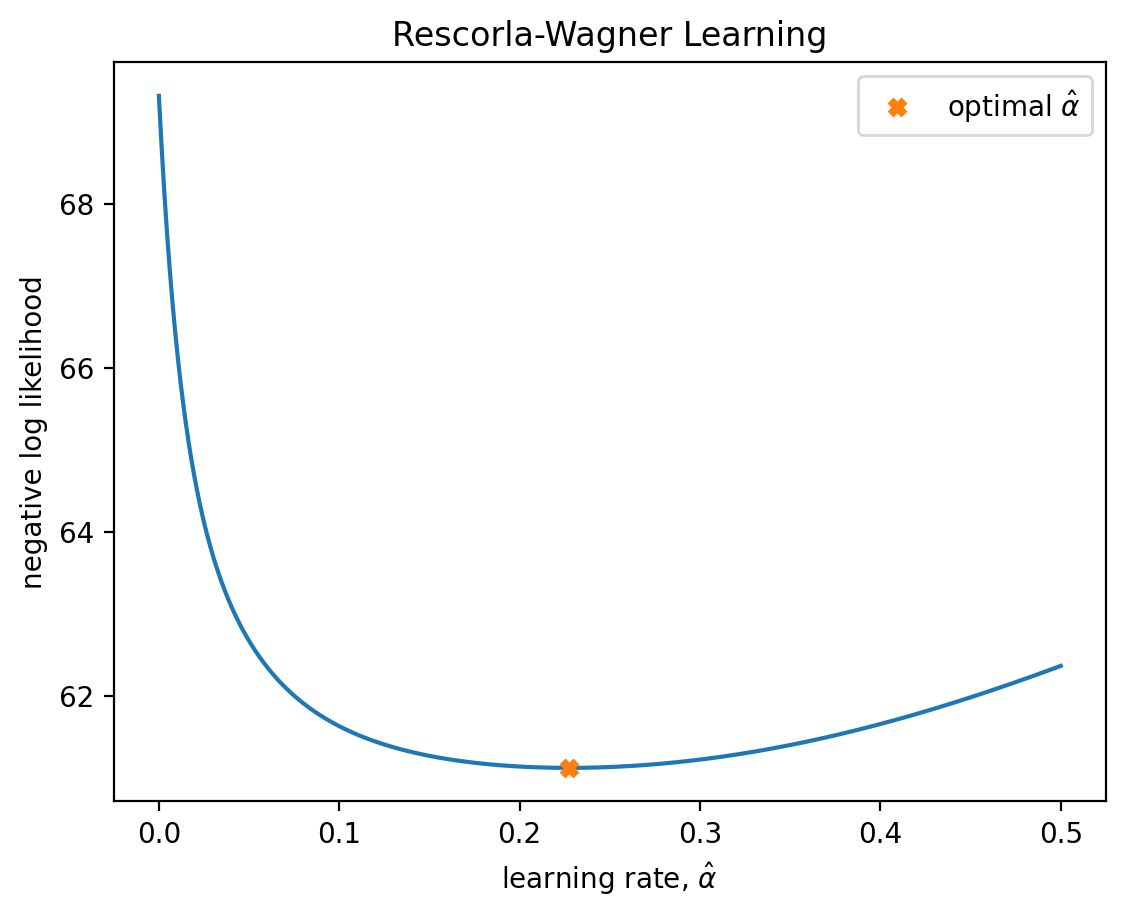 Rescorla-Wagner Learning
optimal α̂
negative log likelihood
68
66
64
62
0.0 0.1 0.2 0.3 0.4 0.5
learning rate, α̂